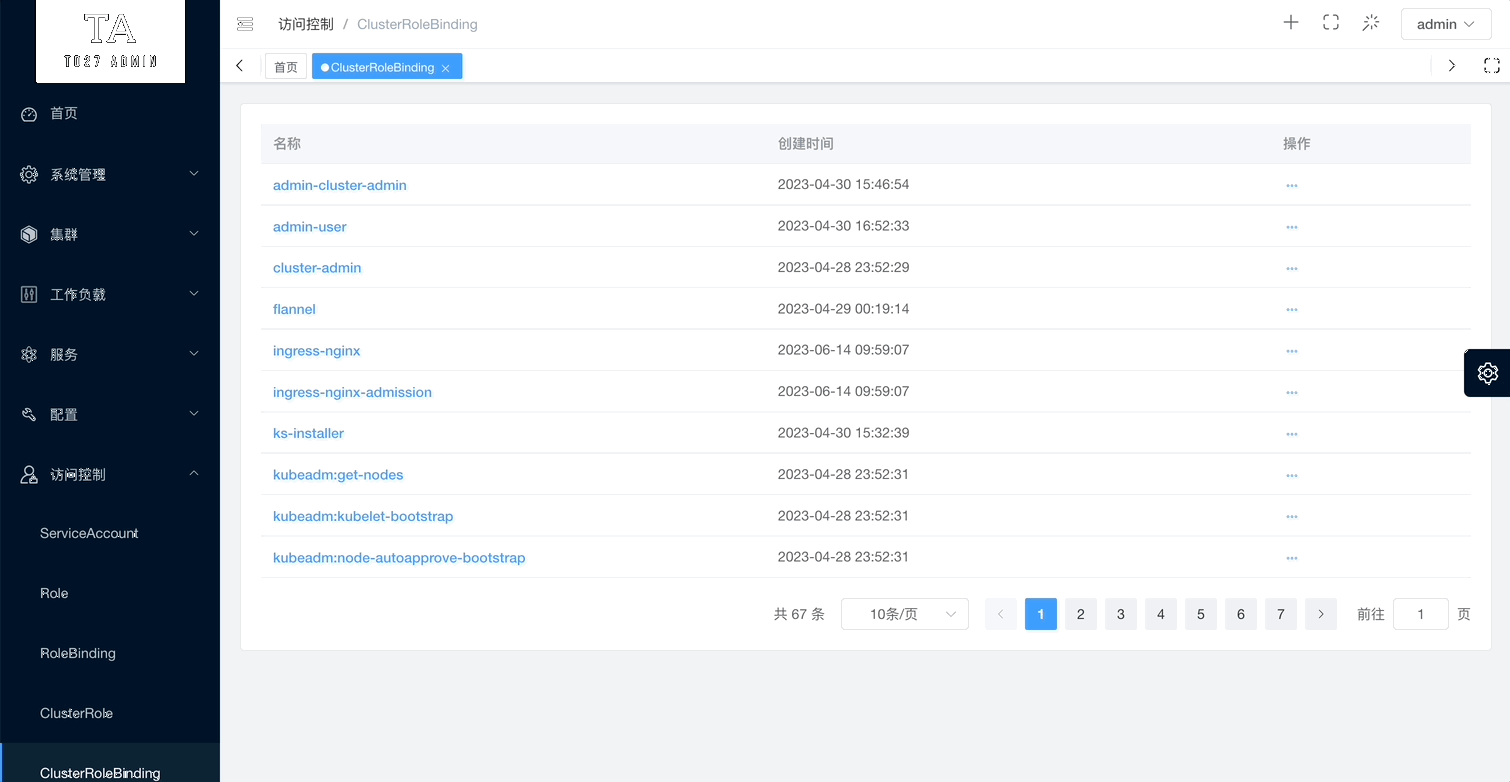 TA
TO27 ADMIN
首页
系统管理
集群
工作负载
服务
配置
访问控制
ServiceAccount
Role
RoleBinding
ClusterRole
ClusterRoleBinding
访问控制 / ClusterRoleBinding
admin
首页
ClusterRoleBinding
名称 创建时间 操作
admin-cluster-admin 2023-04-30 15:46:54
admin-user 2023-04-30 16:52:33
cluster-admin 2023-04-28 23:52:29
flannel 2023-04-29 00:19:14
ingress-nginx 2023-06-14 09:59:07
ingress-nginx-admission 2023-06-14 09:59:07
ks-installer 2023-04-30 15:32:39
kubeadm:get-nodes 2023-04-28 23:52:31
kubeadm:kubelet-bootstrap 2023-04-28 23:52:31
kubeadm:node-autoapprove-bootstrap 2023-04-28 23:52:31
共 67 条 10条/页 1 2 3 4 5 6 7 前往 1 页